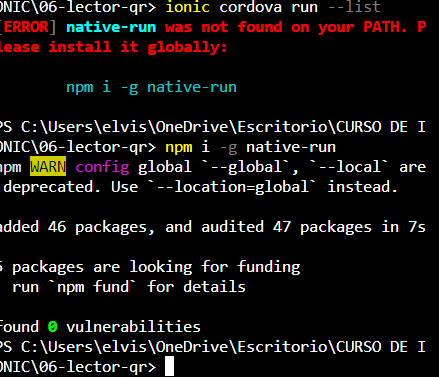 ONIC\06-lector-qr> ionic cordova run --list
[ERROR] native-run was not found on your PATH. P
lease install it globally:
npm i -g native-run
PS C:\Users\elvis\OneDrive\Escritorio\CURSO DE I
ONIC\06-lector-qr> npm i -g native-run
npm WARN config global `--global`, `--local` are
deprecated. Use `--location=global` instead.
added 46 packages, and audited 47 packages in 7s
5 packages are looking for funding
run `npm fund` for details
found 0 vulnerabilities
PS C:\Users\elvis\OneDrive\Escritorio\CURSO DE I
ONIC\06-lector-qr>